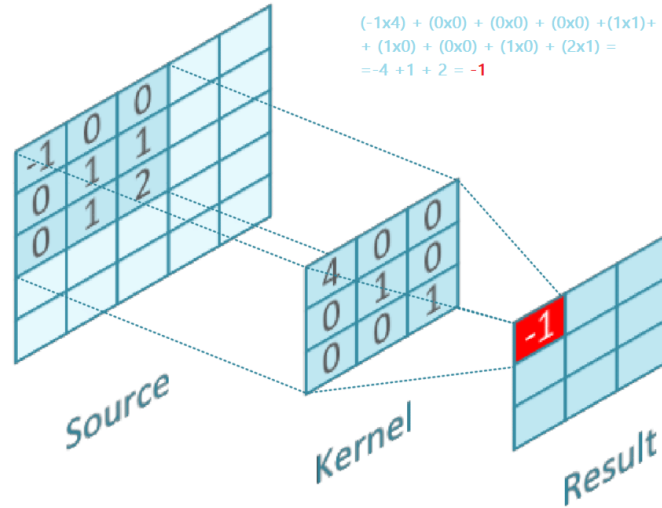 (-1x4) + (0x0) + (0x0) + (0x0) +(1x1)+
+ (1x0) + (0x0) + (1x0) + (2x1) =
=-4 +1 + 2 = -1
-1 0 0
0 1 1
0 1 2
4 0 0
0 1 0
0 0 1
-1
Source
Kernel
Result